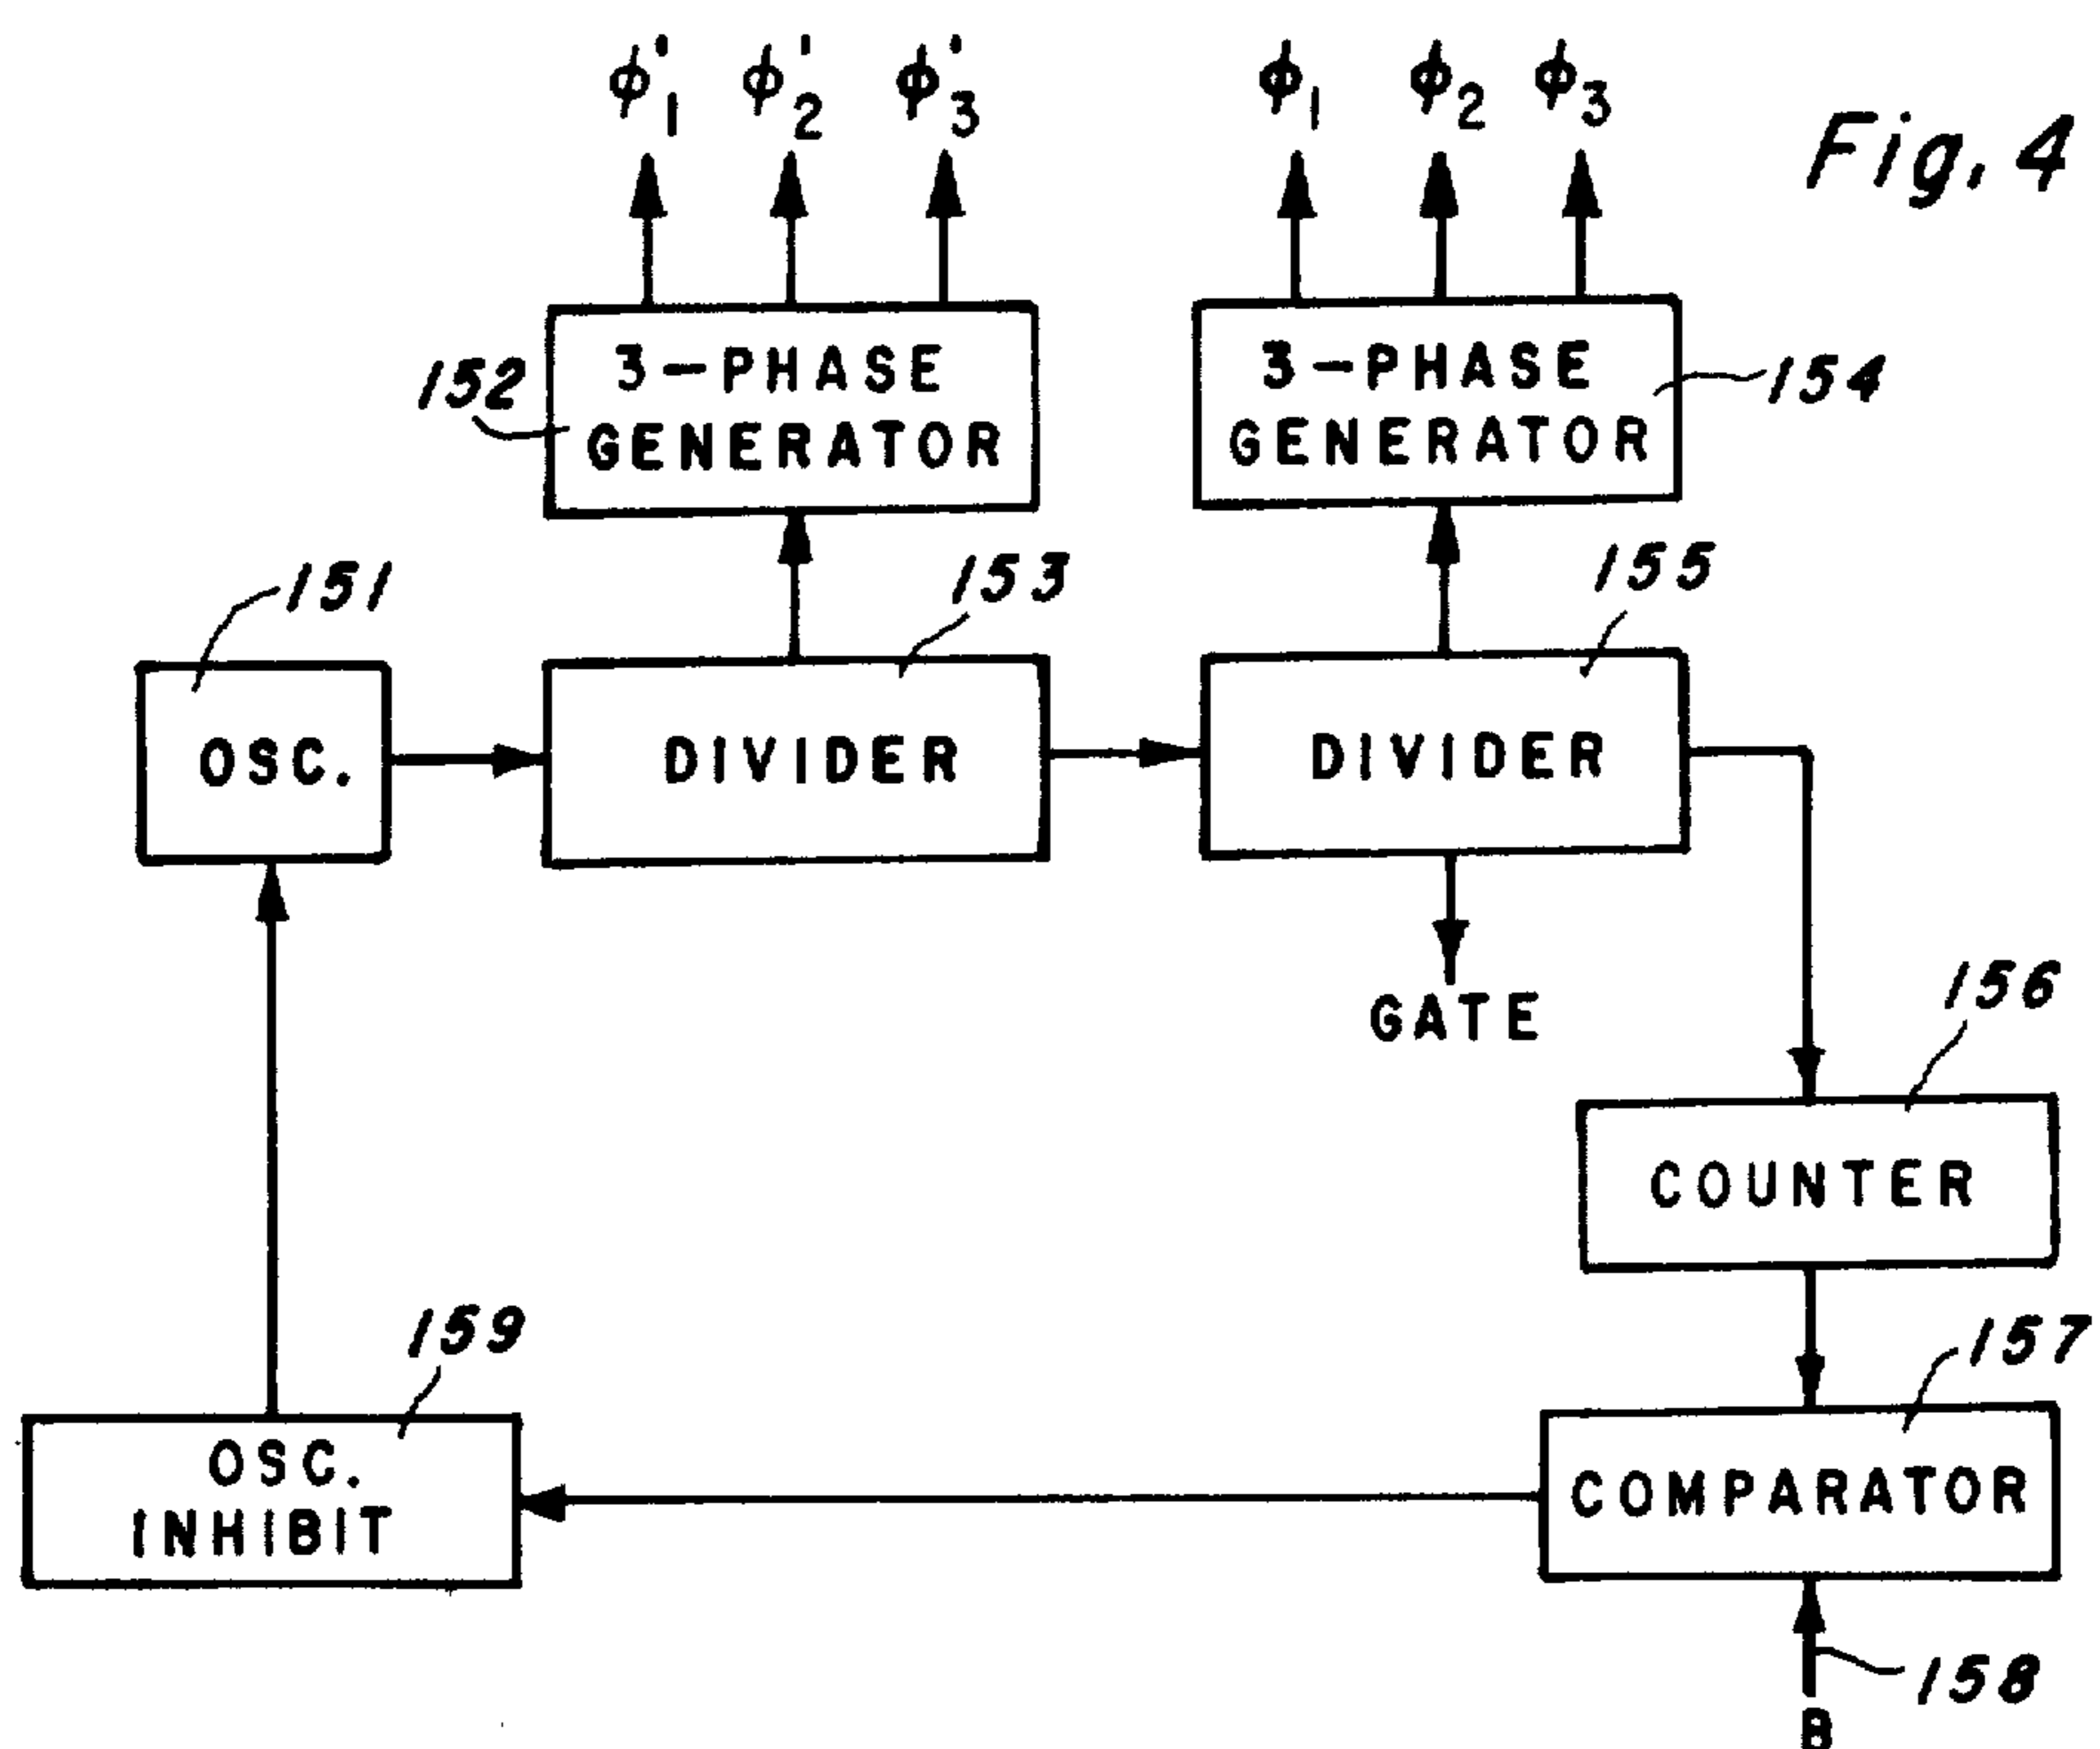 ϕ'1 ϕ'2 ϕ'3 ϕ1 ϕ2 ϕ3
Fig. 4
152
3-PHASE
GENERATOR
3-PHASE
GENERATOR
154
151
153
155
OSC.
DIVIDER
DIVIDER
GATE
156
COUNTER
159
157
OSC.
INHIBIT
COMPARATOR
158
B